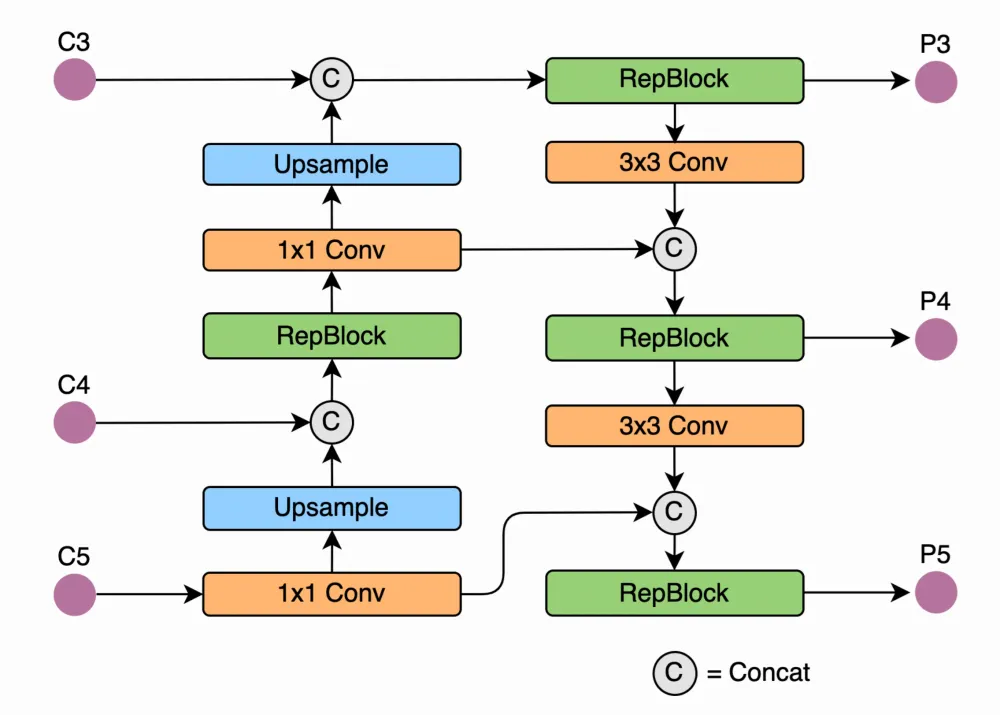 C3
P3
C
RepBlock
Upsample
3x3 Conv
1x1 Conv
C
RepBlock
RepBlock
P4
C4
C
3x3 Conv
Upsample
C
C5
P5
1x1 Conv
RepBlock
C = Concat